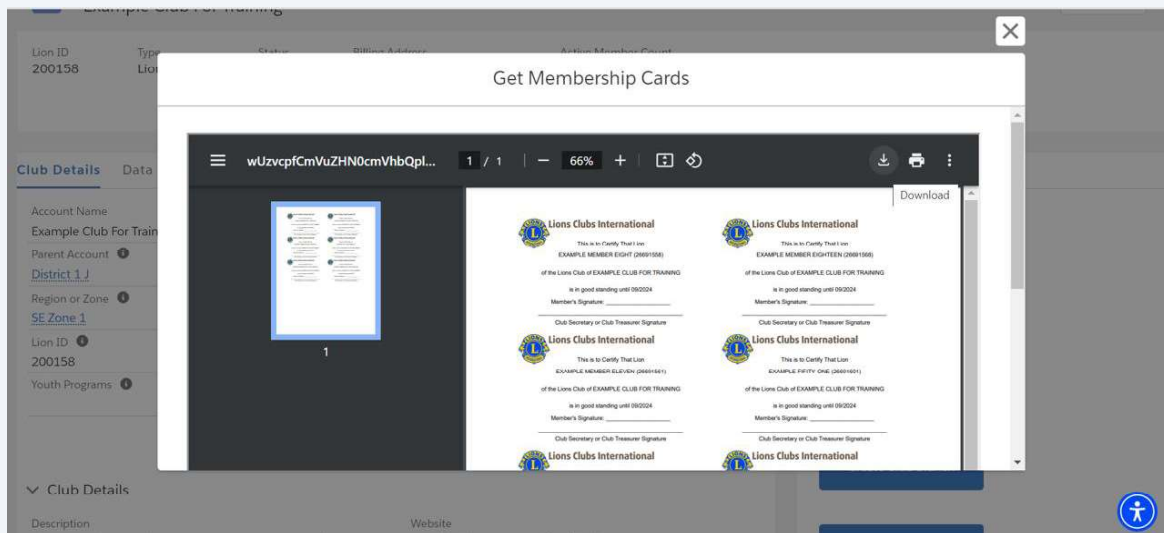 Example Club For Training
Lion ID
Type
Status
Billing Address
Active Member Count
200158
Get Membership Cards
wUzvcpfCmVuZHN0cmVhbQpl...
1 / 1
66%
Download
Club Details
Data
Account Name
Example Club For Train
Parent Account
District 1 J
Region or Zone
SE Zone 1
Lion ID
200158
Youth Programs
1
Lions Clubs International
This is to Certify That Lion
EXAMPLE MEMBER EIGHT (26691558)
of the Lions Club of EXAMPLE CLUB FOR TRAINING
is in good standing until 09/2024
Member's Signature:
Club Secretary or Club Treasurer Signature
Lions Clubs International
This is to Certify That Lion
EXAMPLE MEMBER EIGHTEEN (26691568)
of the Lions Club of EXAMPLE CLUB FOR TRAINING
is in good standing until 09/2024
Member's Signature:
Club Secretary or Club Treasurer Signature
Lions Clubs International
This is to Certify That Lion
EXAMPLE MEMBER ELEVEN (26691561)
of the Lions Club of EXAMPLE CLUB FOR TRAINING
is in good standing until 09/2024
Member's Signature:
Club Secretary or Club Treasurer Signature
Lions Clubs International
This is to Certify That Lion
EXAMPLE FIFITY ONE (26691601)
of the Lions Club of EXAMPLE CLUB FOR TRAINING
is in good standing until 09/2024
Member's Signature:
Club Secretary or Club Treasurer Signature
Lions Clubs International
Lions Clubs International
Club Details
Description
Website